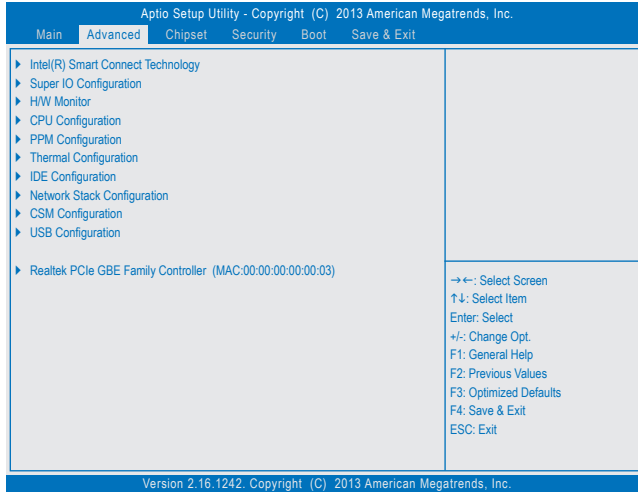 Aptio Setup Utility - Copyright (C) 2013 American Megatrends, Inc.
Main Advanced Chipset Security Boot Save & Exit
Intel(R) Smart Connect Technology
Super IO Configuration
H/W Monitor
CPU Configuration
PPM Configuration
Thermal Configuration
IDE Configuration
Network Stack Configuration
CSM Configuration
USB Configuration
Realtek PCIe GBE Family Controller (MAC:00:00:00:00:00:03)
→←: Select Screen
↑↓: Select Item
Enter: Select
+/-: Change Opt.
F1: General Help
F2: Previous Values
F3: Optimized Defaults
F4: Save & Exit
ESC: Exit
Version 2.16.1242. Copyright (C) 2013 American Megatrends, Inc.